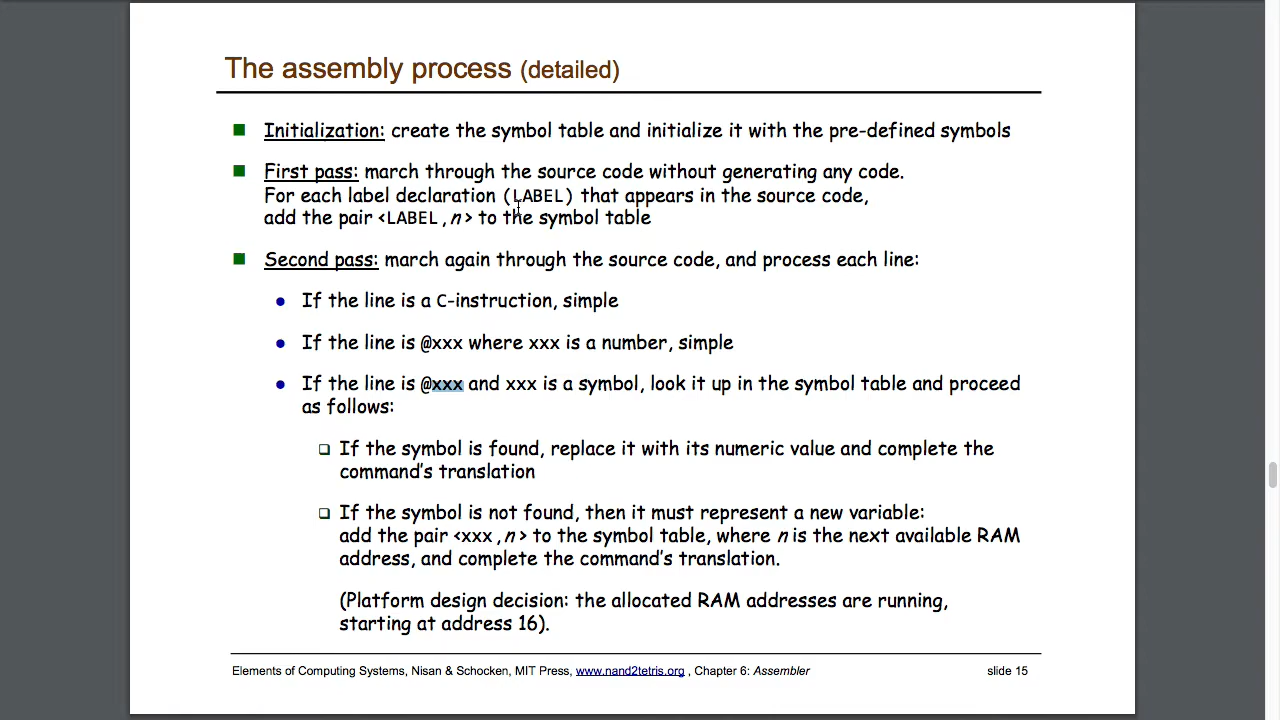 The assembly process (detailed)
Initialization: create the symbol table and initialize it with the pre-defined symbols
First pass: march through the source code without generating any code.
For each label declaration (LABEL) that appears in the source code,
add the pair <LABEL, n> to the symbol table
Second pass: march again through the source code, and process each line:
If the line is a C-instruction, simple
If the line is @xxx where xxx is a number, simple
If the line is @xxx and xxx is a symbol, look it up in the symbol table and proceed
as follows:
If the symbol is found, replace it with its numeric value and complete the
command’s translation
If the symbol is not found, then it must represent a new variable:
add the pair <xxx, n> to the symbol table, where n is the next available RAM
address, and complete the command’s translation.
(Platform design decision: the allocated RAM addresses are running,
starting at address 16).
Elements of Computing Systems, Nisan & Schocken, MIT Press, www.nand2tetris.org , Chapter 6: Assembler slide 15